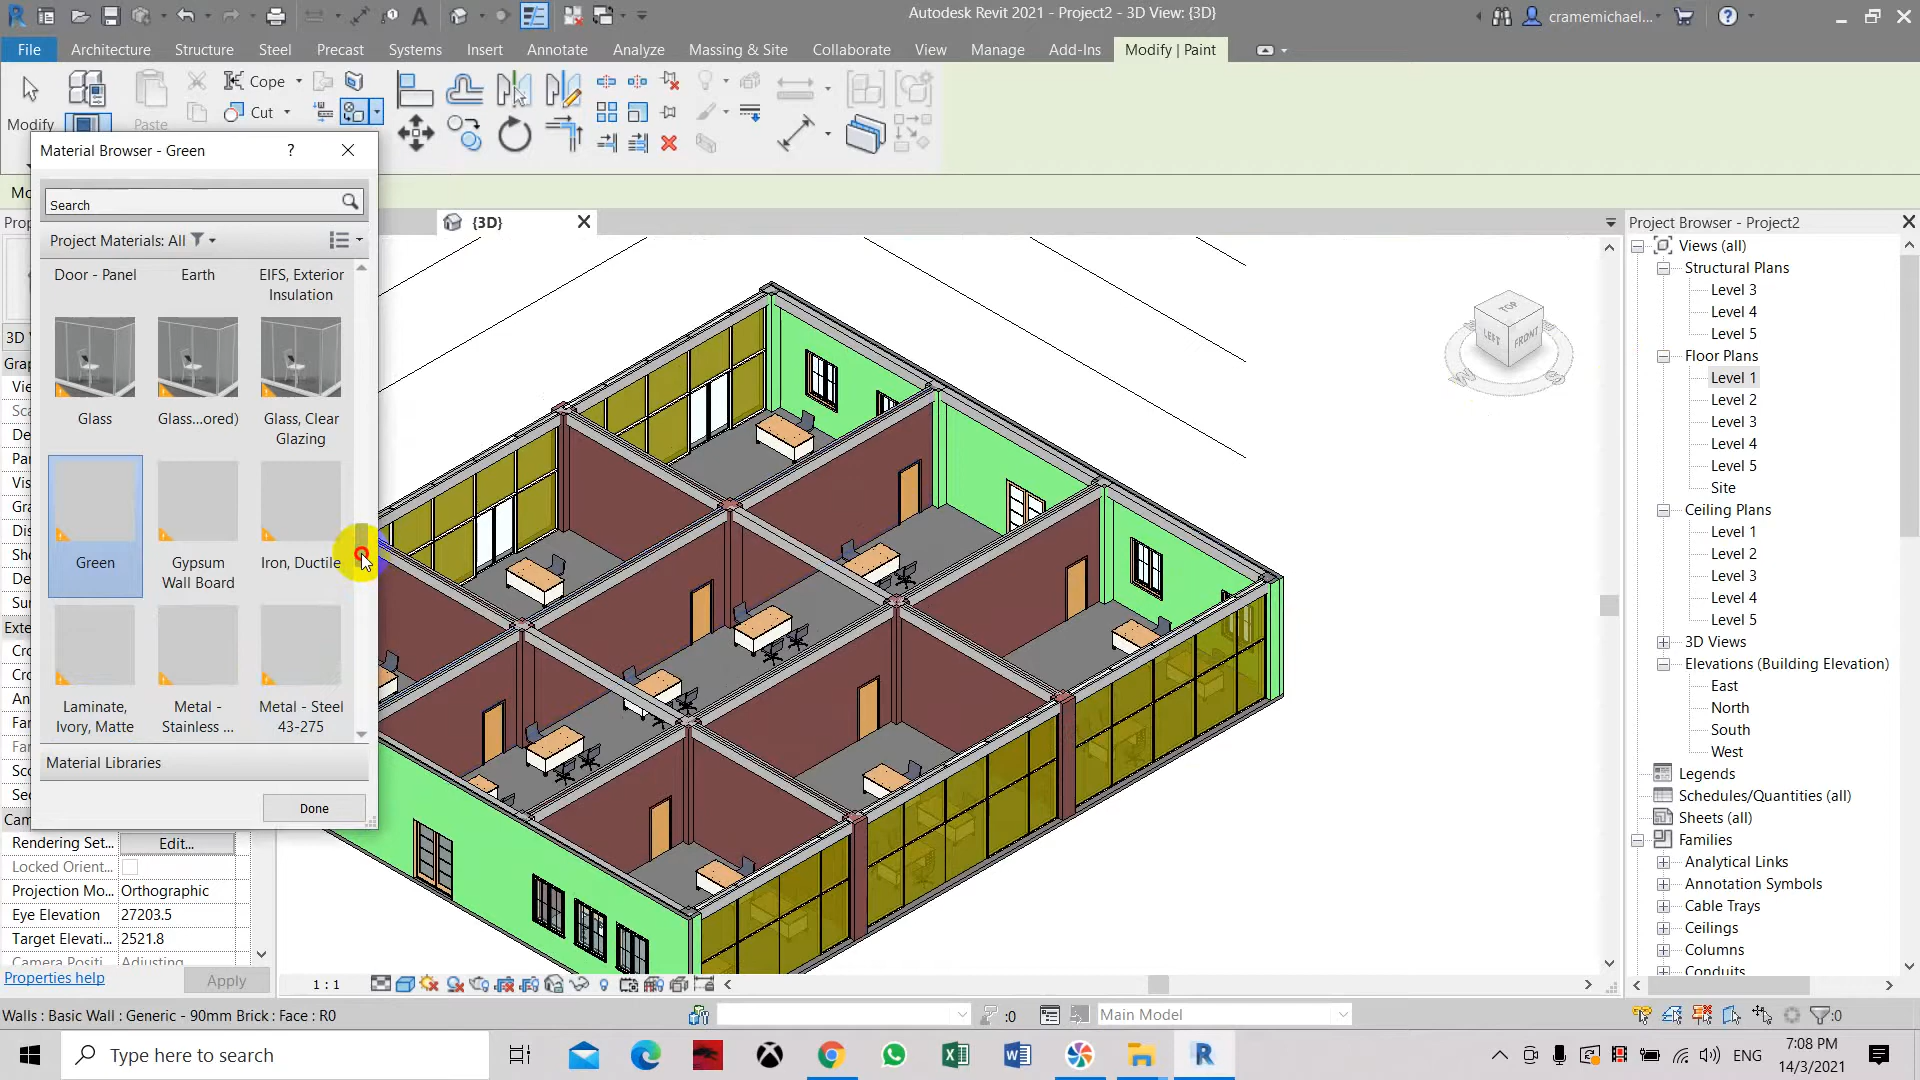 Autodesk Revit 2021 - Project2 - 3D View: {3D}
cramemichael...
File Architecture Structure Steel Precast Systems Insert Annotate Analyze Massing & Site Collaborate View Manage Add-Ins Modify | Paint
Cope
Cut
Modify
Paste
Material Browser - Green
Search
Project Materials: All
Door - Panel
Earth
EIFS, Exterior Insulation
Glass
Glass...ored)
Glass, Clear Glazing
Green
Gypsum Wall Board
Iron, Ductile
Laminate, Ivory, Matte
Metal - Stainless ...
Metal - Steel 43-275
Material Libraries
Done
Rendering Set... Edit...
Locked Orient...
Projection Mo... Orthographic
Eye Elevation 27203.5
Target Elevati... 2521.8
Camera Positi... Adjusting
Properties help
Apply
{3D}
TOP
LEFT
FRONT
W
S
1 : 1
Project Browser - Project2
Views (all)
Structural Plans
Level 3
Level 4
Level 5
Floor Plans
Level 1
Level 2
Level 3
Level 4
Level 5
Site
Ceiling Plans
Level 1
Level 2
Level 3
Level 4
Level 5
3D Views
Elevations (Building Elevation)
East
North
South
West
Legends
Schedules/Quantities (all)
Sheets (all)
Families
Analytical Links
Annotation Symbols
Cable Trays
Ceilings
Columns
Conduits
Walls : Basic Wall : Generic - 90mm Brick : Face : R0
:0
Main Model
:0
Type here to search
ENG
7:08 PM
14/3/2021